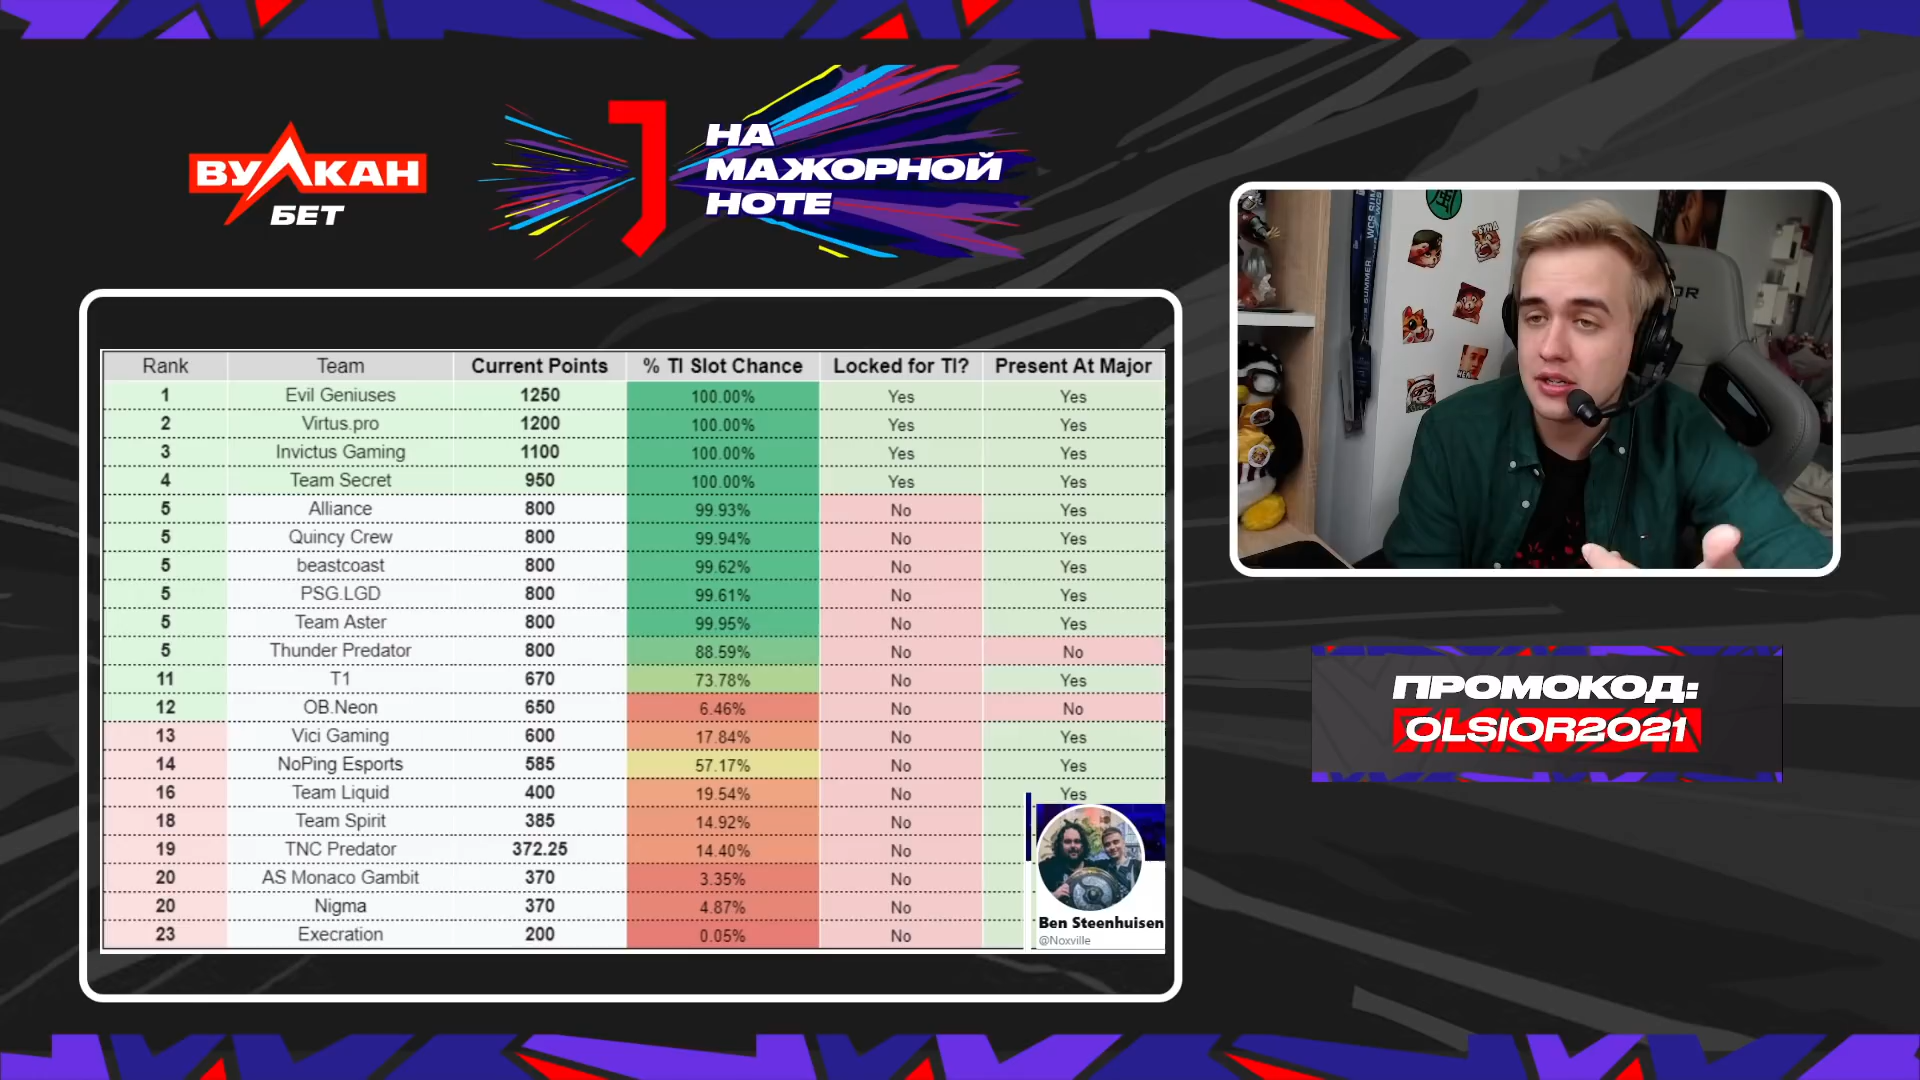 ВУЛКАН
БЕТ
НА
МАЖОРНОЙ
НОТЕ
Rank Team Current Points % TI Slot Chance Locked for TI? Present At Major
1 Evil Geniuses 1250 100.00% Yes Yes
2 Virtus.pro 1200 100.00% Yes Yes
3 Invictus Gaming 1100 100.00% Yes Yes
4 Team Secret 950 100.00% Yes Yes
5 Alliance 800 99.93% No Yes
5 Quincy Crew 800 99.94% No Yes
5 beastcoast 800 99.62% No Yes
5 PSG.LGD 800 99.61% No Yes
5 Team Aster 800 99.95% No Yes
5 Thunder Predator 800 88.59% No No
11 T1 670 73.78% No Yes
12 OB.Neon 650 6.46% No No
13 Vici Gaming 600 17.84% No Yes
14 NoPing Esports 585 57.17% No Yes
16 Team Liquid 400 19.54% No Yes
18 Team Spirit 385 14.92% No
19 TNC Predator 372.25 14.40% No
20 AS Monaco Gambit 370 3.35% No
20 Nigma 370 4.87% No
23 Execration 200 0.05% No
Ben Steenhuisen
@Noxville
ПРОМОКОД:
OLSIOR2021